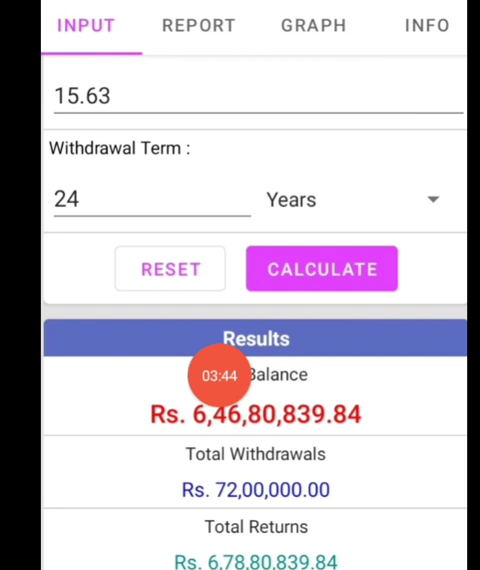 INPUT REPORT GRAPH INFO
15.63
Withdrawal Term :
24 Years
RESET CALCULATE
Results
03:44 Balance
Rs. 6,46,80,839.84
Total Withdrawals
Rs. 72,00,000.00
Total Returns
Rs. 6,78,80,839.84